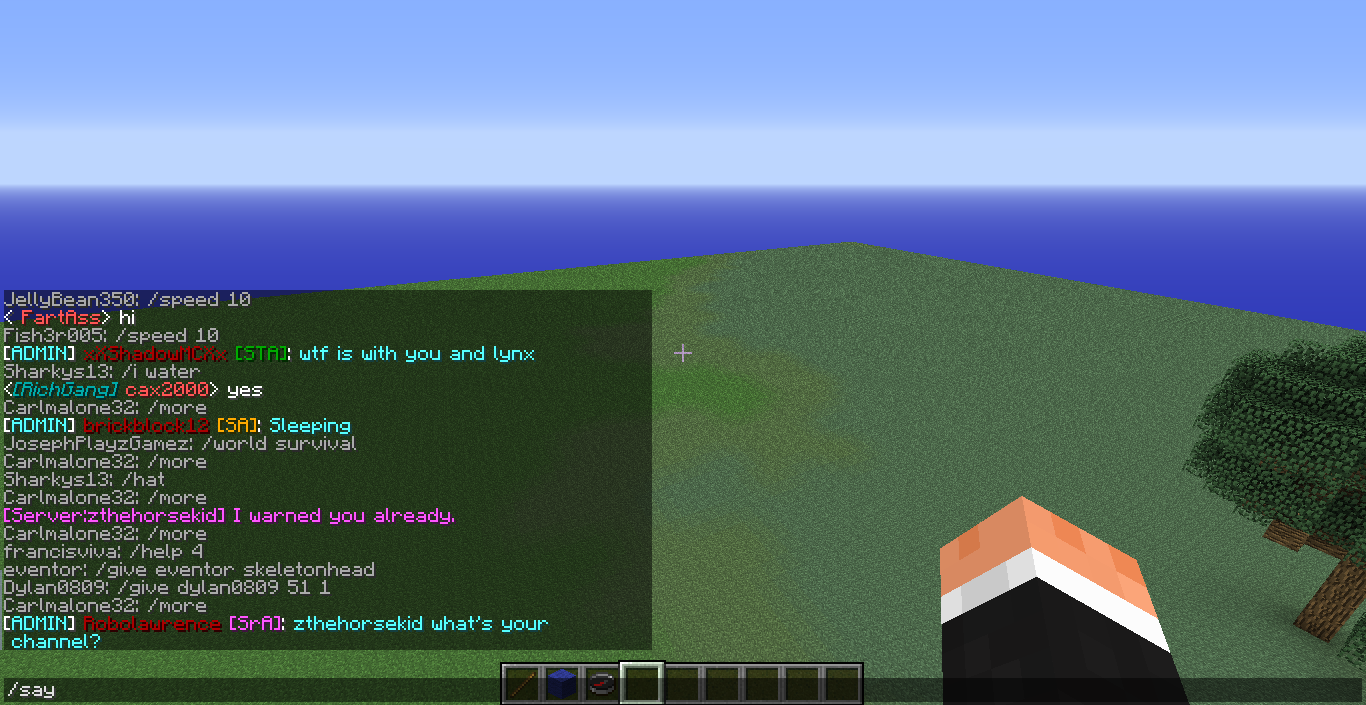 JellyBean350: /speed 10
< FartAss> hi
Fish3r005: /speed 10
[ADMIN] xXShadowMCXx [STA]: wtf is with you and lynx
Sharkys13: /i water
<[RichGang] cax2000> yes
Carlmalone32: /more
[ADMIN] brickblock12 [SA]: Sleeping
JosephPlayzGamez: /world survival
Carlmalone32: /more
Sharkys13: /hat
Carlmalone32: /more
[Server:zthehorsekid] I warned you already.
Carlmalone32: /more
francisviva: /help 4
eventor: /give eventor skeletonhead
Dylan0809: /give dylan0809 51 1
Carlmalone32: /more
[ADMIN] Robolawrence [SrA]: zthehorsekid what's your
channel?
/say